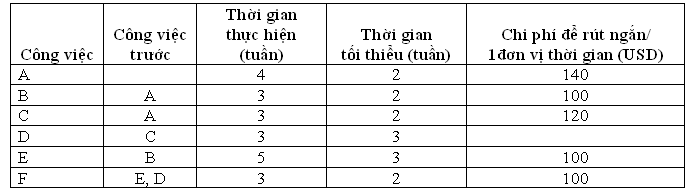 Công việc | Công việc trước | Thời gian thực hiện (tuần) | Thời gian tối thiểu (tuần) | Chi phí để rút ngắn/ 1đơn vị thời gian (USD)
A | | 4 | 2 | 140
B | A | 3 | 2 | 100
C | A | 3 | 2 | 120
D | C | 3 | 3 |
E | B | 5 | 3 | 100
F | E, D | 3 | 2 | 100